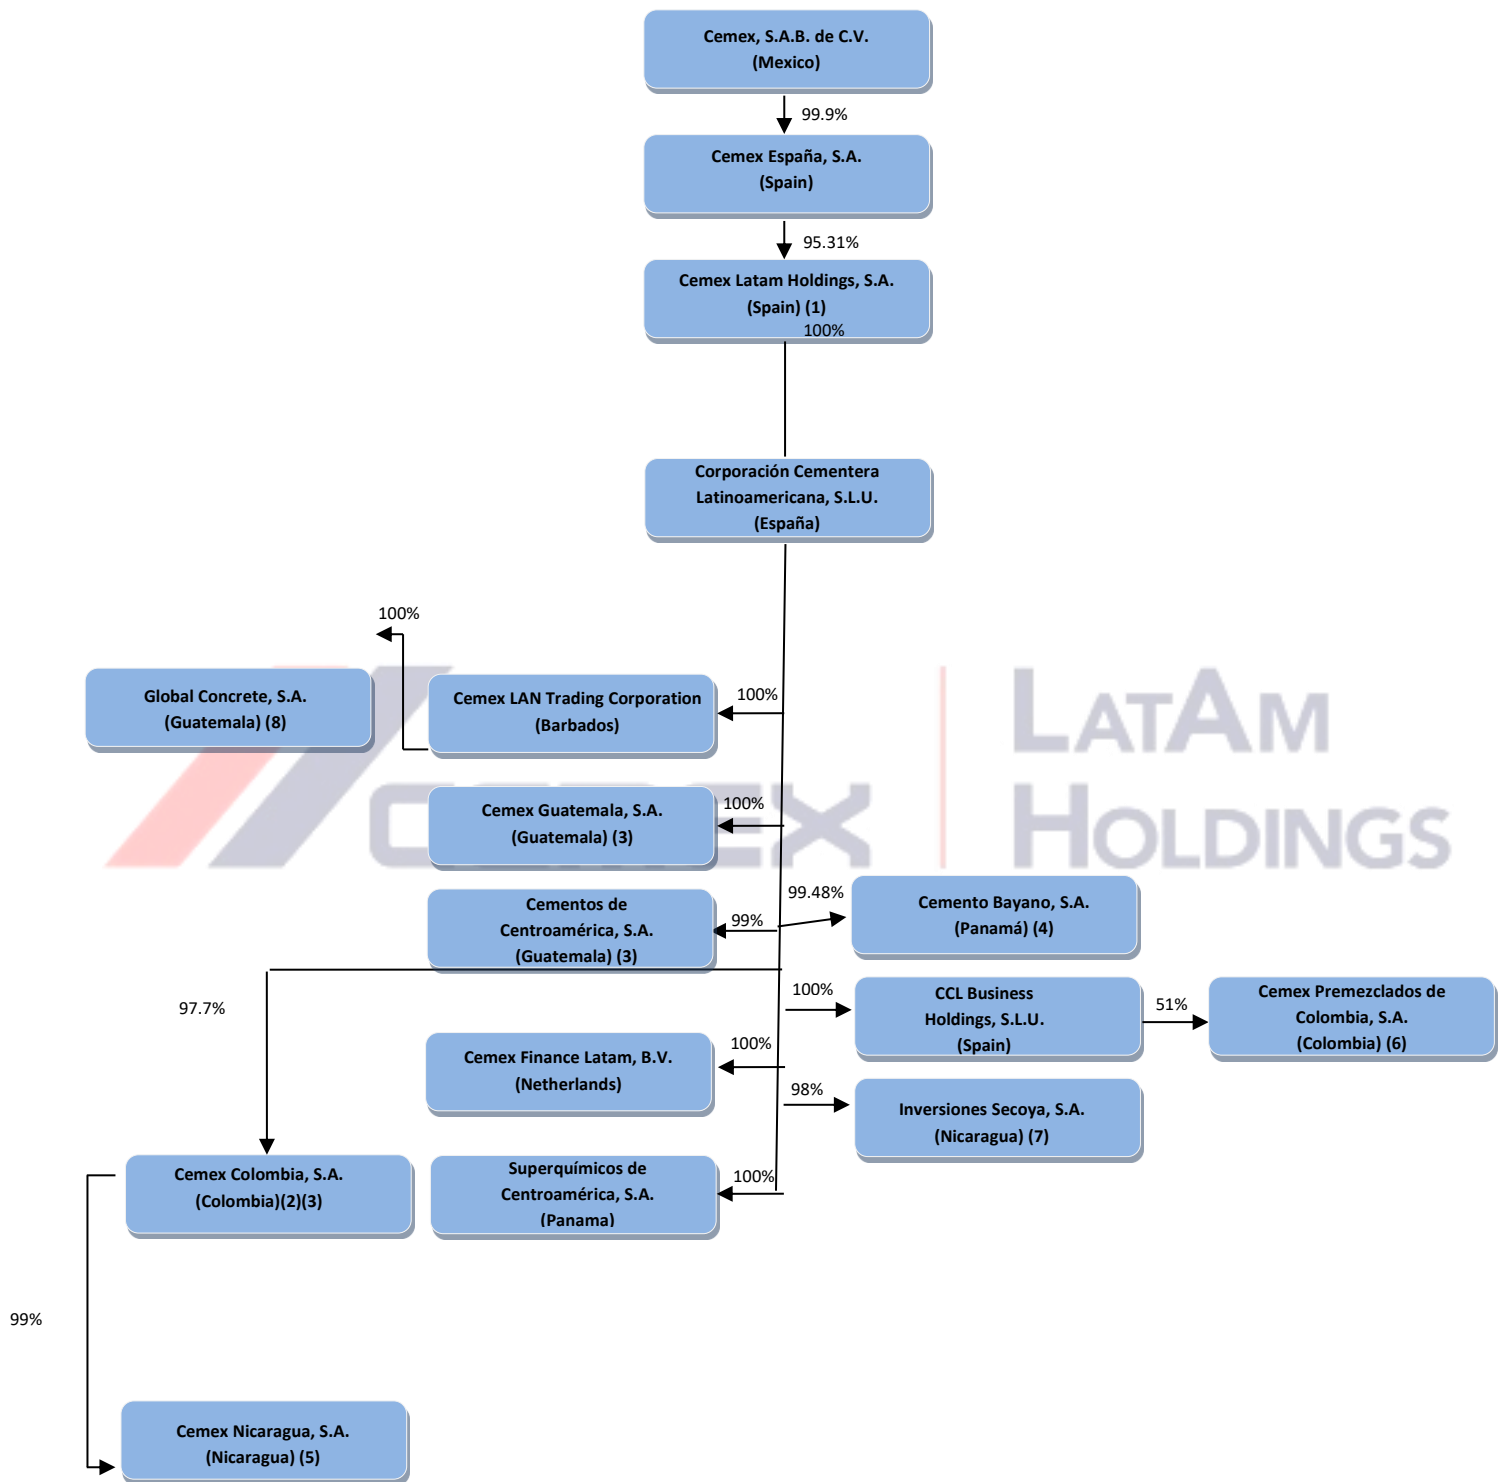 Cemex, S.A.B. de C.V.
(Mexico)
99.9%
Cemex España, S.A.
(Spain)
95.31%
Cemex Latam Holdings, S.A.
(Spain) (1)
100%
Corporación Cementera
Latinoamericana, S.L.U.
(España)
100%
Global Concrete, S.A.
(Guatemala) (8)
Cemex LAN Trading Corporation
(Barbados)
100%
LATAM
HOLDINGS
CEMEX
Cemex Guatemala, S.A.
(Guatemala) (3)
100%
Cementos de
Centroamérica, S.A.
(Guatemala) (3)
99%
99.48%
Cemento Bayano, S.A.
(Panamá) (4)
97.7%
100%
CCL Business
Holdings, S.L.U.
(Spain)
51%
Cemex Premezclados de
Colombia, S.A.
(Colombia) (6)
Cemex Finance Latam, B.V.
(Netherlands)
100%
98%
Inversiones Secoya, S.A.
(Nicaragua) (7)
Cemex Colombia, S.A.
(Colombia)(2)(3)
Superquímicos de
Centroamérica, S.A.
(Panama)
100%
99%
Cemex Nicaragua, S.A.
(Nicaragua) (5)